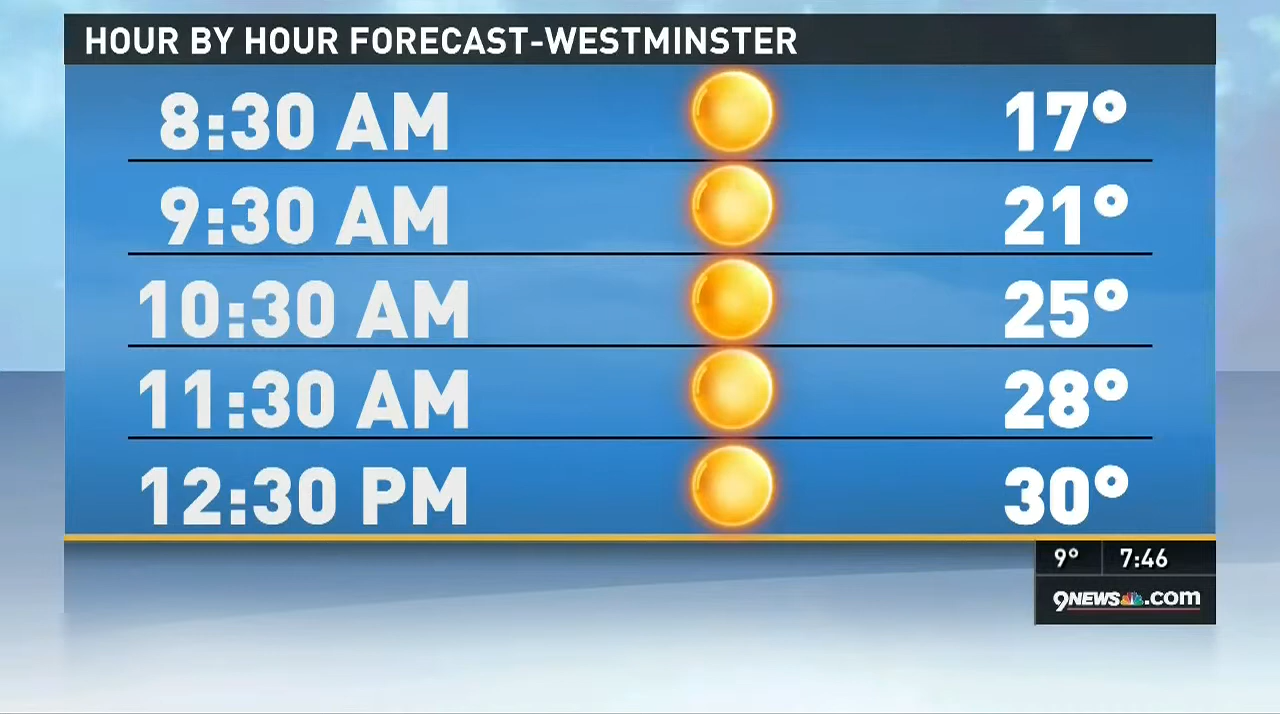 HOUR BY HOUR FORECAST-WESTMINSTER
8:30 AM 17°
9:30 AM 21°
10:30 AM 25°
11:30 AM 28°
12:30 PM 30°
9° 7:46
9NEWS.com